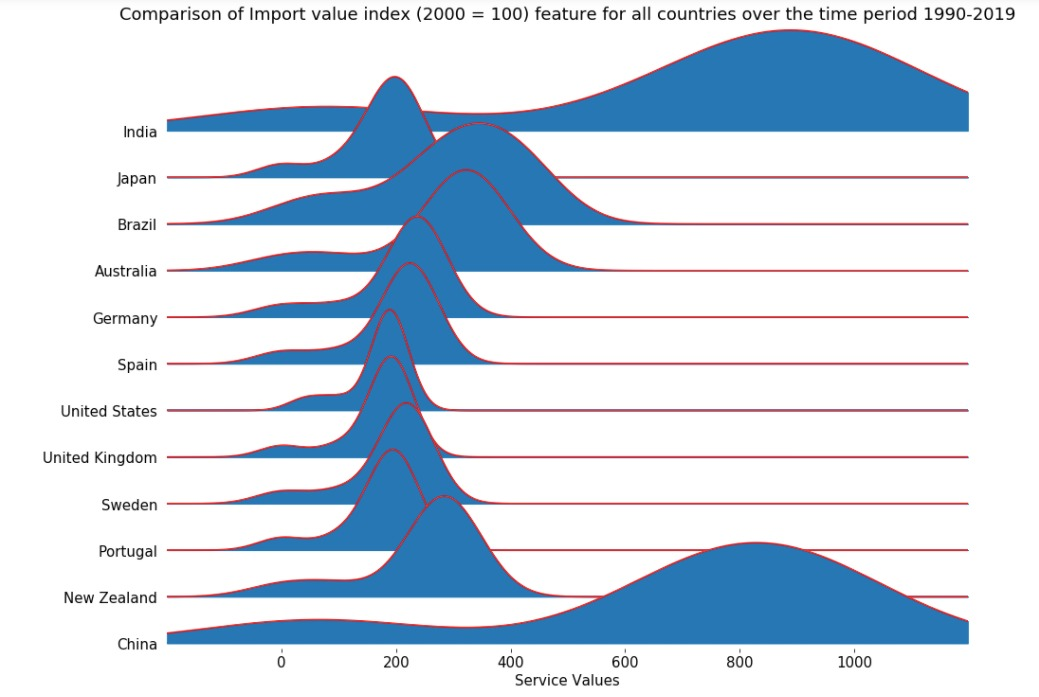 Comparison of Import value index (2000 = 100) feature for all countries over the time period 1990-2019
India
Japan
Brazil
Australia
Germany
Spain
United States
United Kingdom
Sweden
Portugal
New Zealand
China
0 200 400 600 800 1000
Service Values